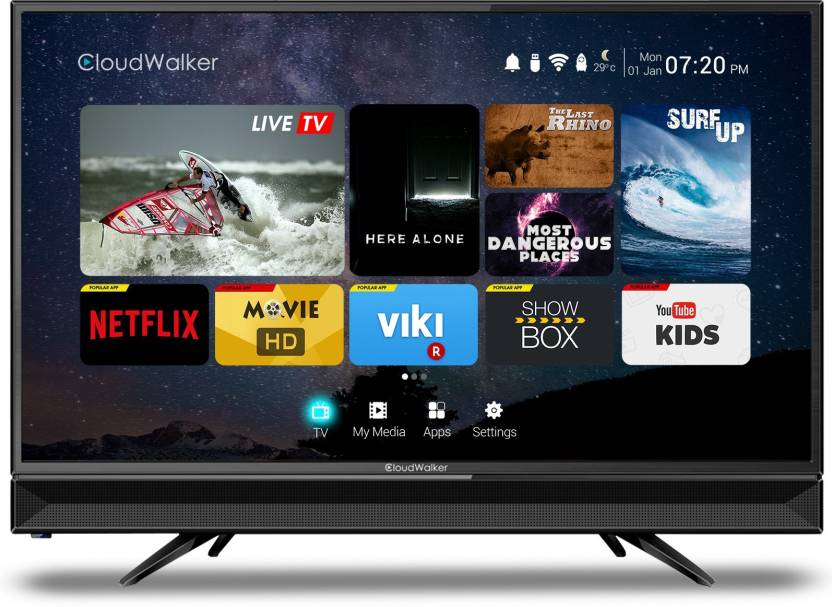 CloudWalker
29°C
Mon
01 Jan
07:20 PM
LIVE TV
HERE ALONE
THE LAST
RHINO
MOST
DANGEROUS
PLACES
SURF
UP
POPULAR APP
NETFLIX
POPULAR APP
MOVIE
HD
POPULAR APP
VIKI
R
POPULAR APP
SHOW
BOX
POPULAR APP
You Tube
KIDS
TV
My Media
Apps
Settings
CloudWalker